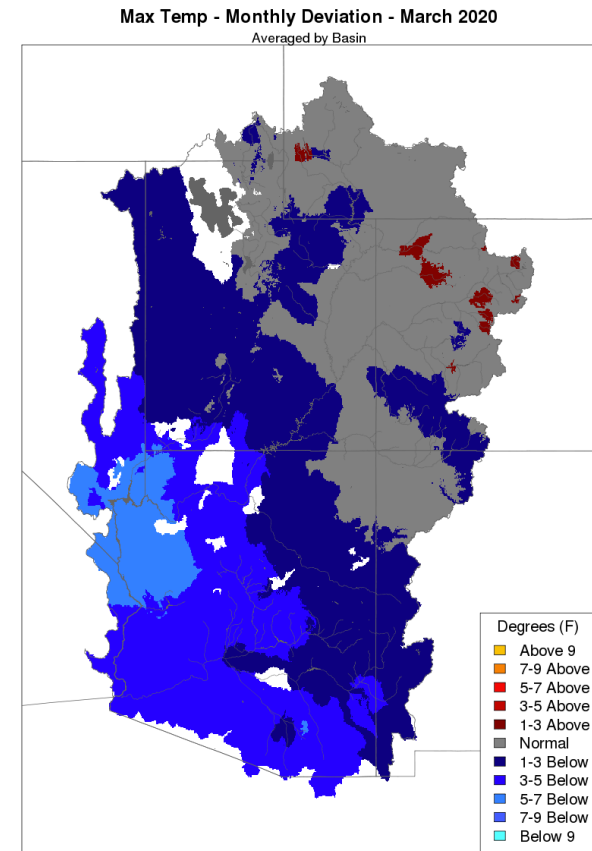 Max Temp - Monthly Deviation - March 2020
Averaged by Basin
Degrees (F)
Above 9
7-9 Above
5-7 Above
3-5 Above
1-3 Above
Normal
1-3 Below
3-5 Below
5-7 Below
7-9 Below
Below 9